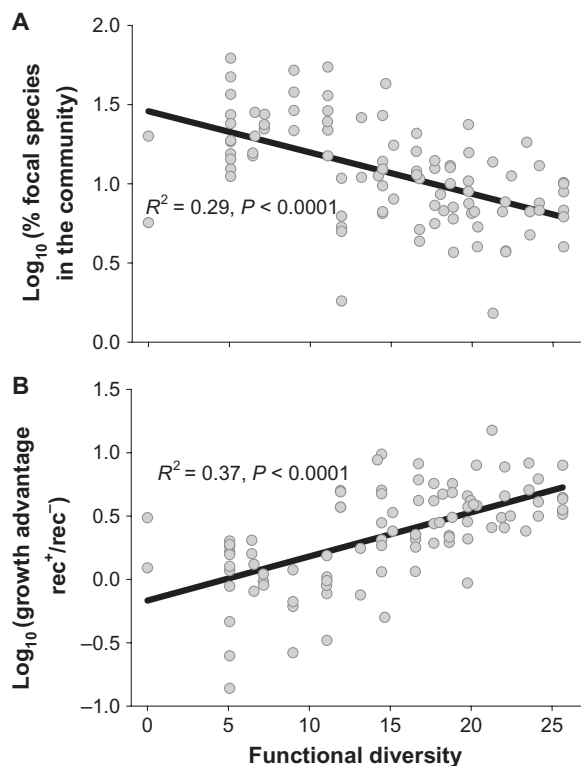 A
2.0
1.5
1.0
0.5
0.0
Log₁₀ (% focal species
in the community)
R² = 0.29, P < 0.0001
B
1.5
1.0
0.5
0.0
–0.5
–1.0
Log₁₀ (growth advantage
rec⁺/rec⁻)
R² = 0.37, P < 0.0001
0 5 10 15 20 25
Functional diversity